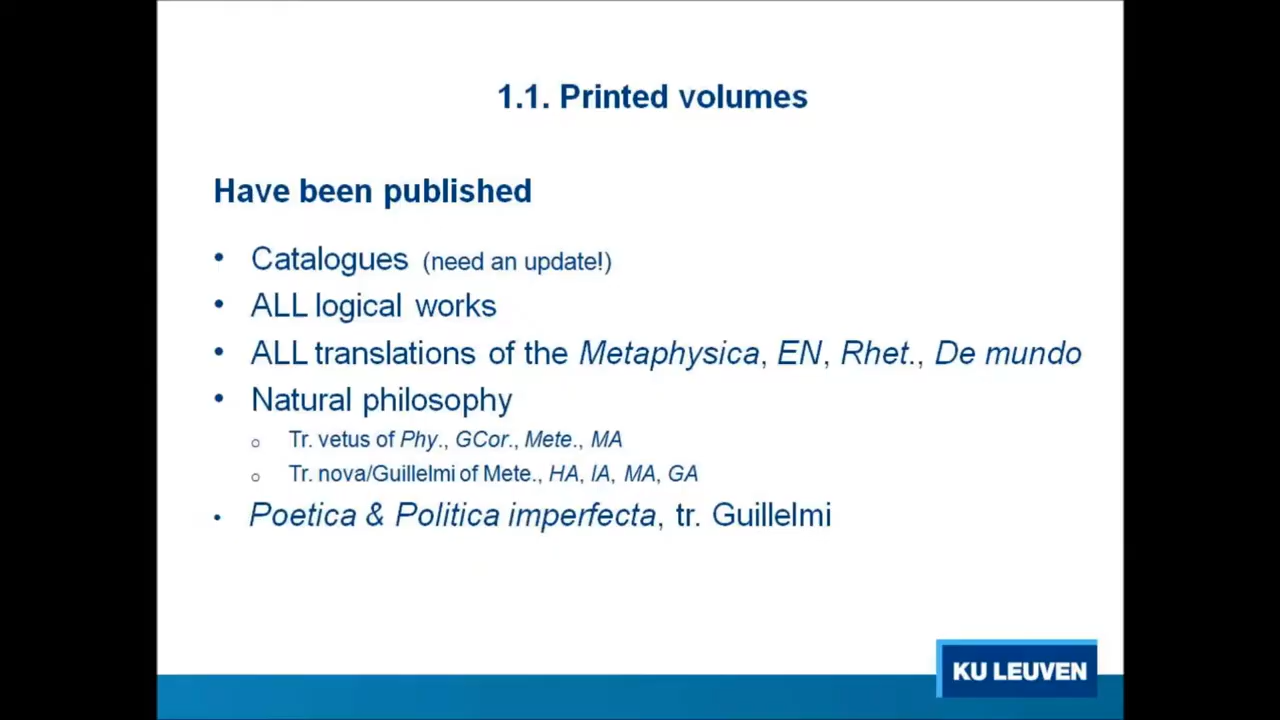 1.1. Printed volumes
Have been published
• Catalogues (need an update!)
• ALL logical works
• ALL translations of the Metaphysica, EN, Rhet., De mundo
• Natural philosophy
o Tr. vetus of Phy., GCor., Mete., MA
o Tr. nova/Guillelmi of Mete., HA, IA, MA, GA
• Poetica & Politica imperfecta, tr. Guillelmi
KU LEUVEN